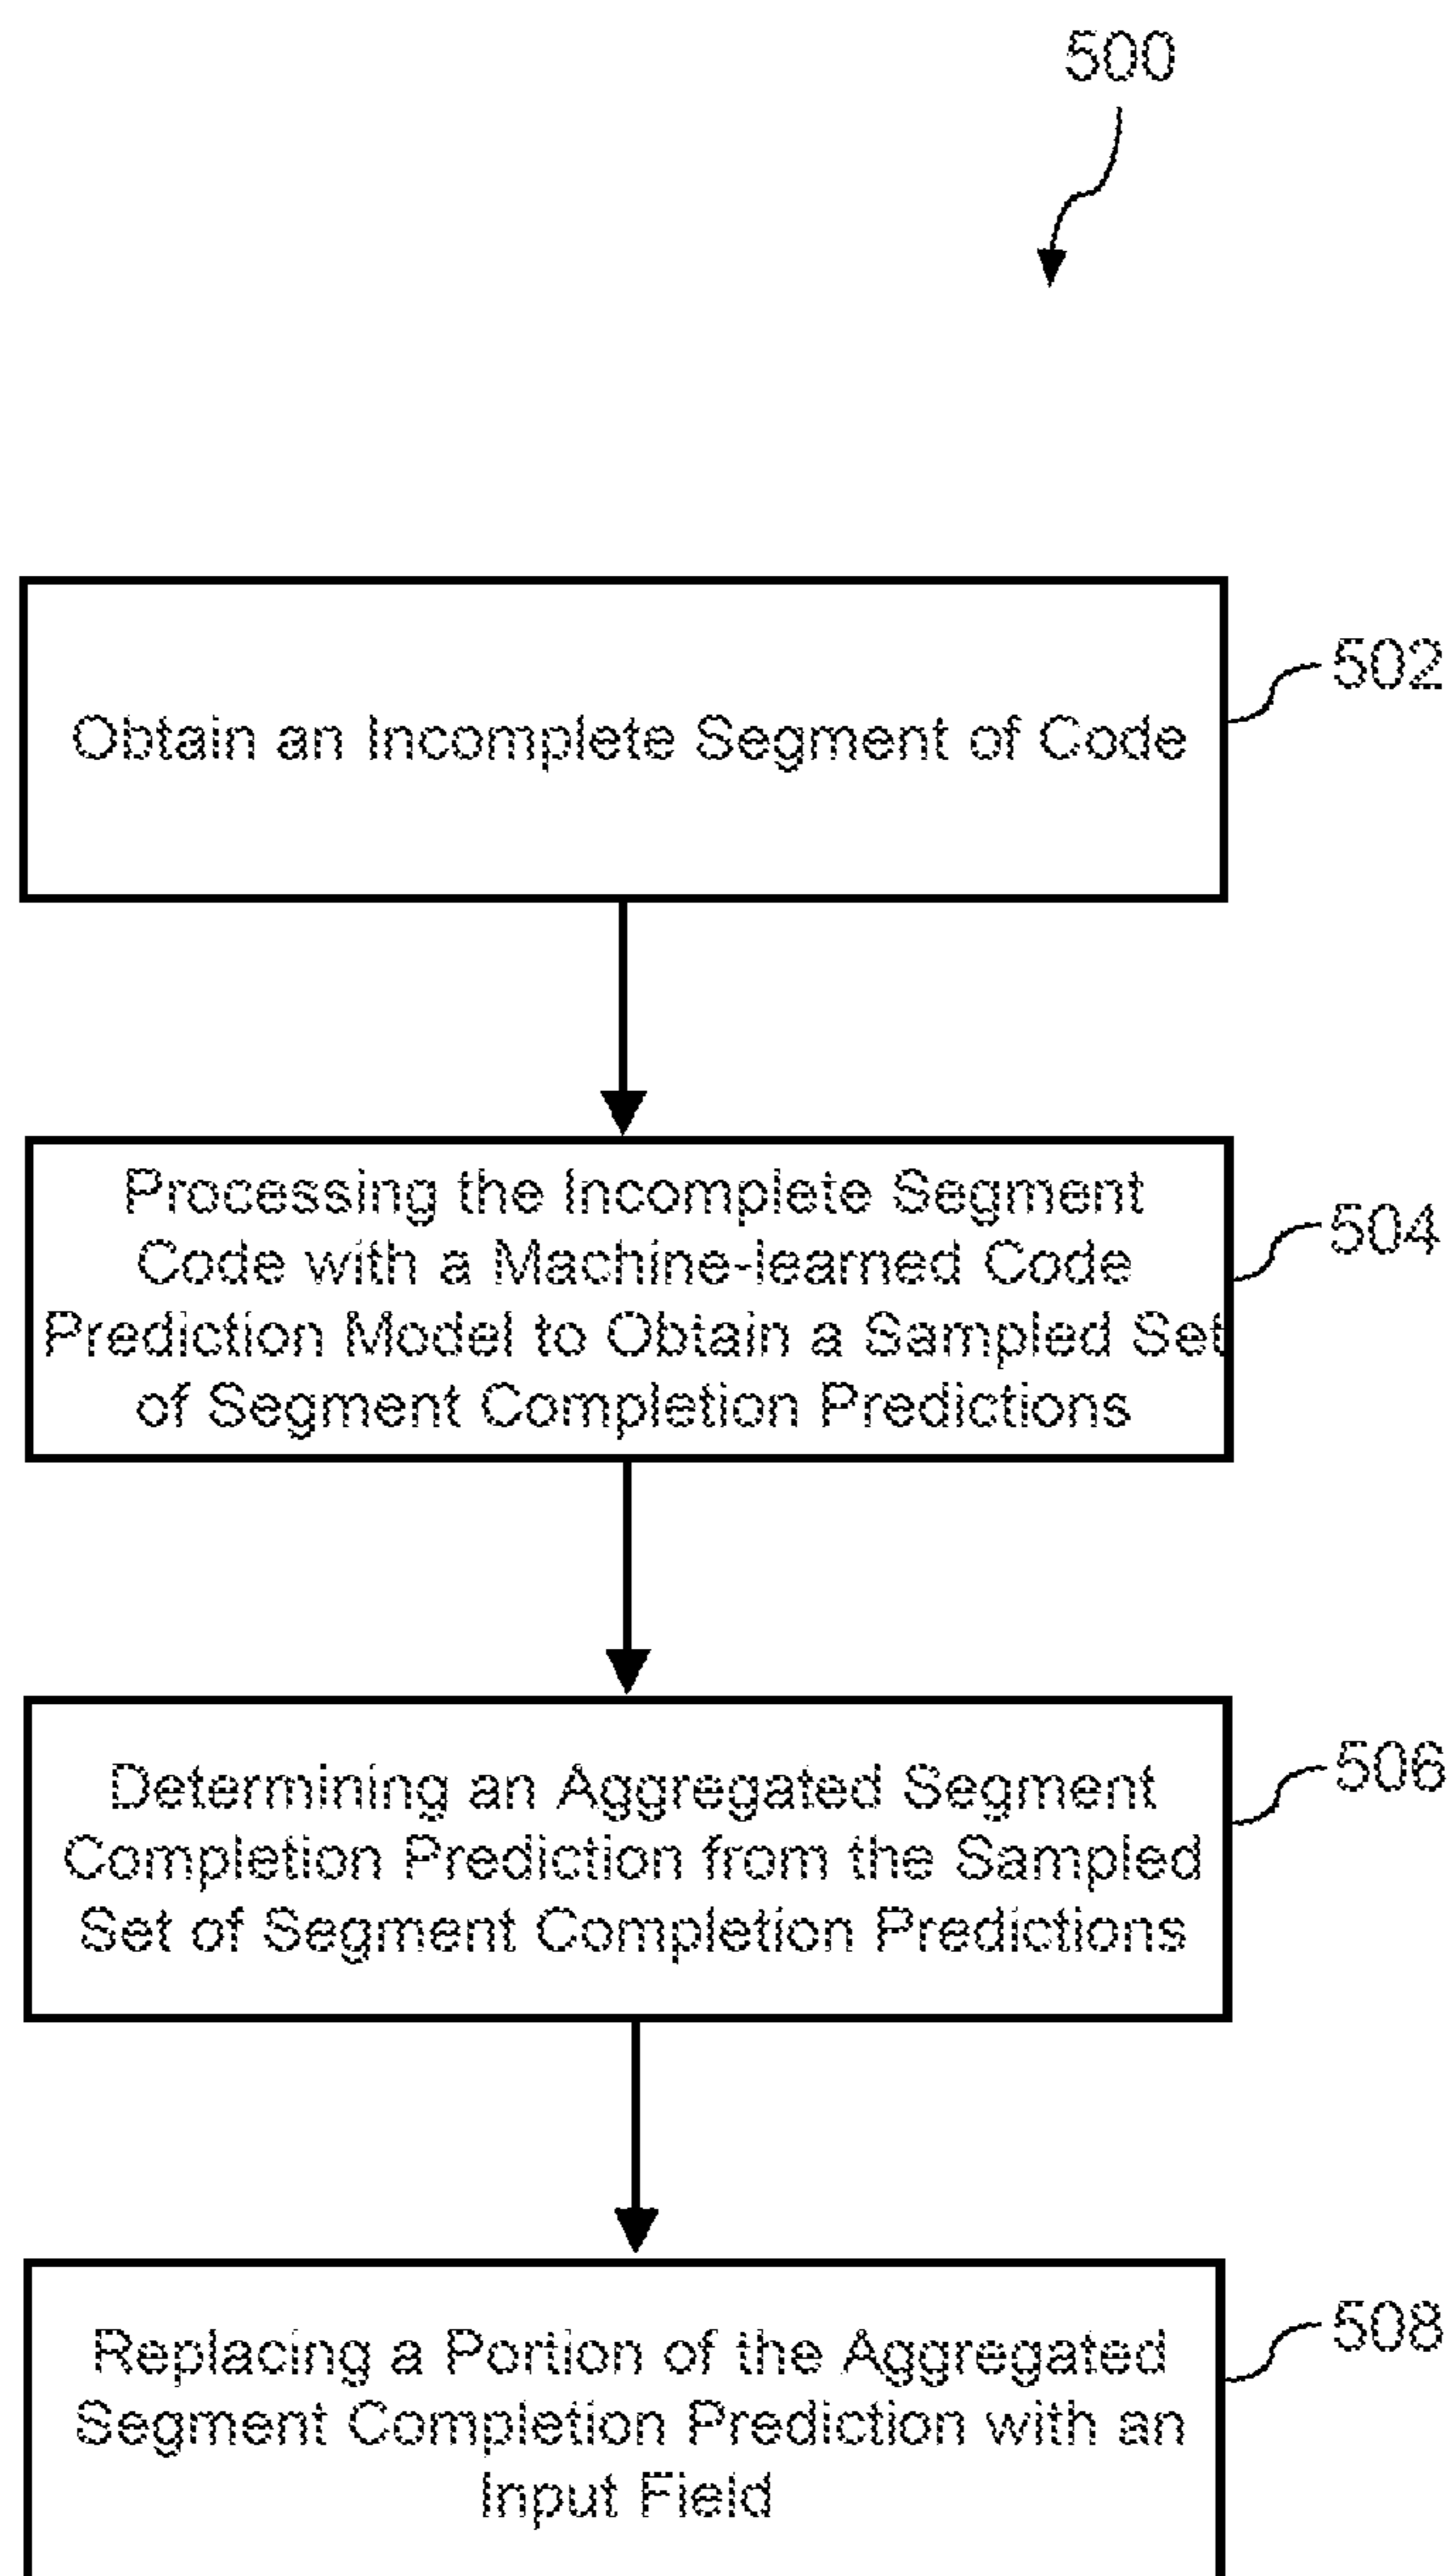 500
Obtain an Incomplete Segment of Code
502
Processing the Incomplete Segment
Code with a Machine-learned Code
Prediction Model to Obtain a Sampled Set
of Segment Completion Predictions
504
Determining an Aggregated Segment
Completion Prediction from the Sampled
Set of Segment Completion Predictions
506
Replacing a Portion of the Aggregated
Segment Completion Prediction with an
Input Field
508